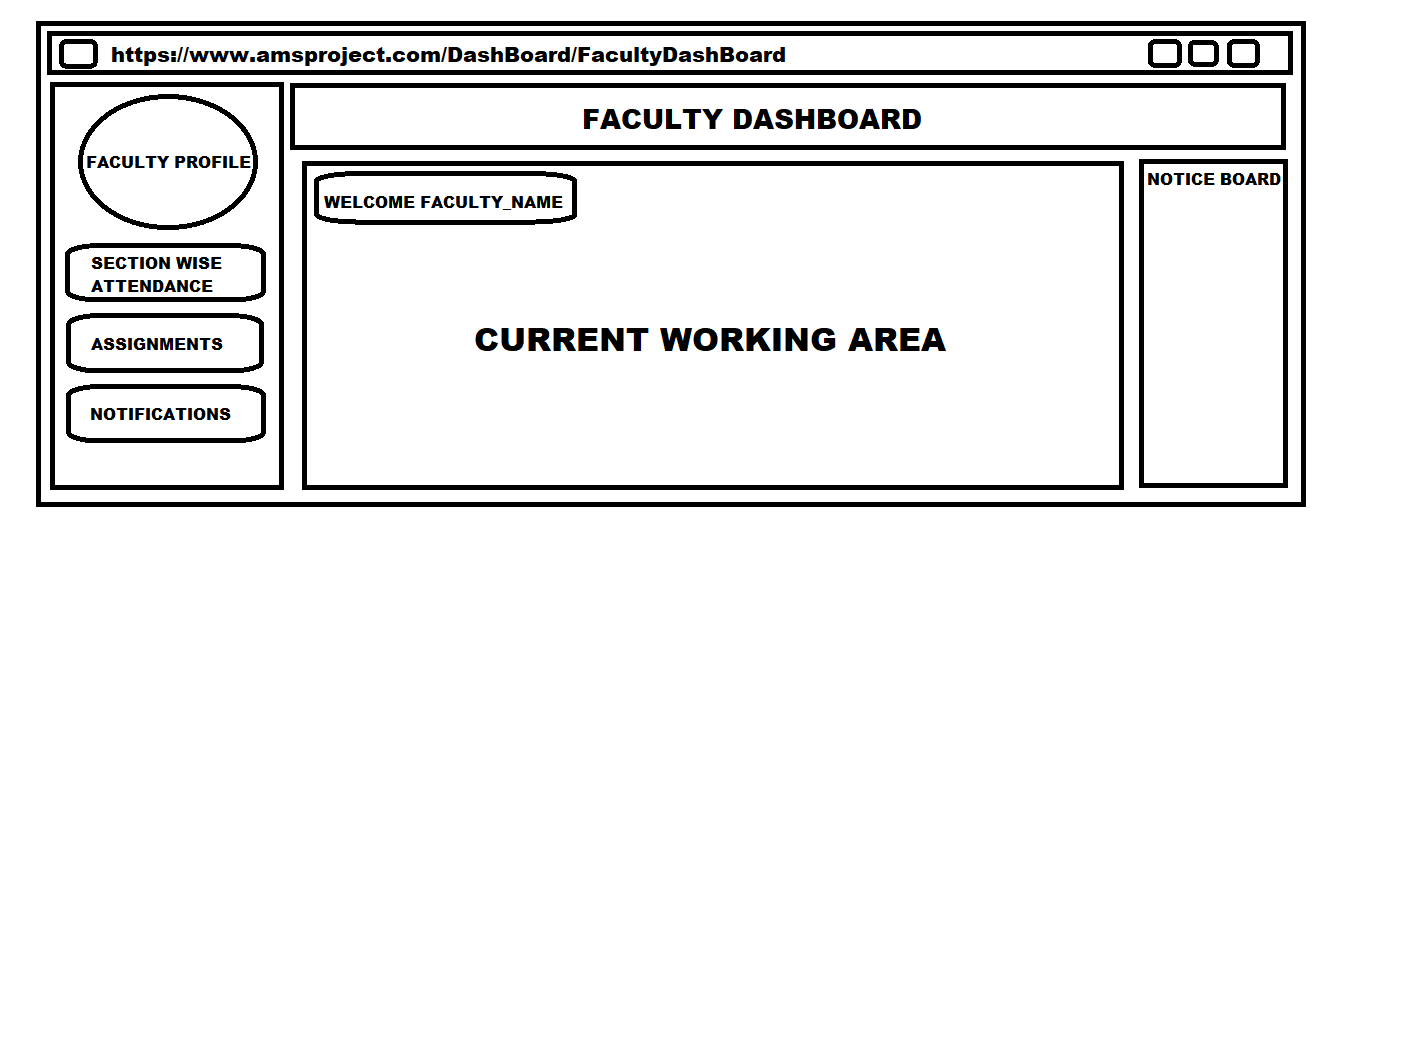 https://www.amsproject.com/DashBoard/FacultyDashBoard
FACULTY DASHBOARD
FACULTY PROFILE
SECTION WISE
ATTENDANCE
ASSIGNMENTS
NOTIFICATIONS
WELCOME FACULTY_NAME
CURRENT WORKING AREA
NOTICE BOARD